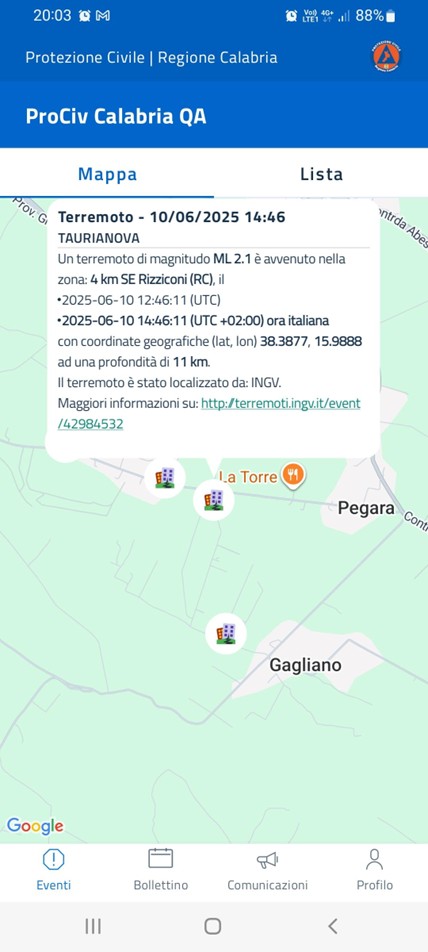 20:03
Vo)) 4G+
LTE1
88%
Protezione Civile | Regione Calabria
ProCiv Calabria QA
Mappa
Lista
Prov. G
Terremoto - 10/06/2025 14:46
TAURIANOVA
Un terremoto di magnitudo ML 2.1 è avvenuto nella
zona: 4 km SE Rizziconi (RC), il
•2025-06-10 12:46:11 (UTC)
•2025-06-10 14:46:11 (UTC +02:00) ora italiana
con coordinate geografiche (lat, lon) 38.3877, 15.9888
ad una profondità di 11 km.
Il terremoto è stato localizzato da: INGV.
Maggiori informazioni su: http://terremoti.ingv.it/event
/42984532
ntrda Abes
La Torre
Pegara
Cont
Gagliano
Google
Eventi
Bollettino
Comunicazioni
Profilo